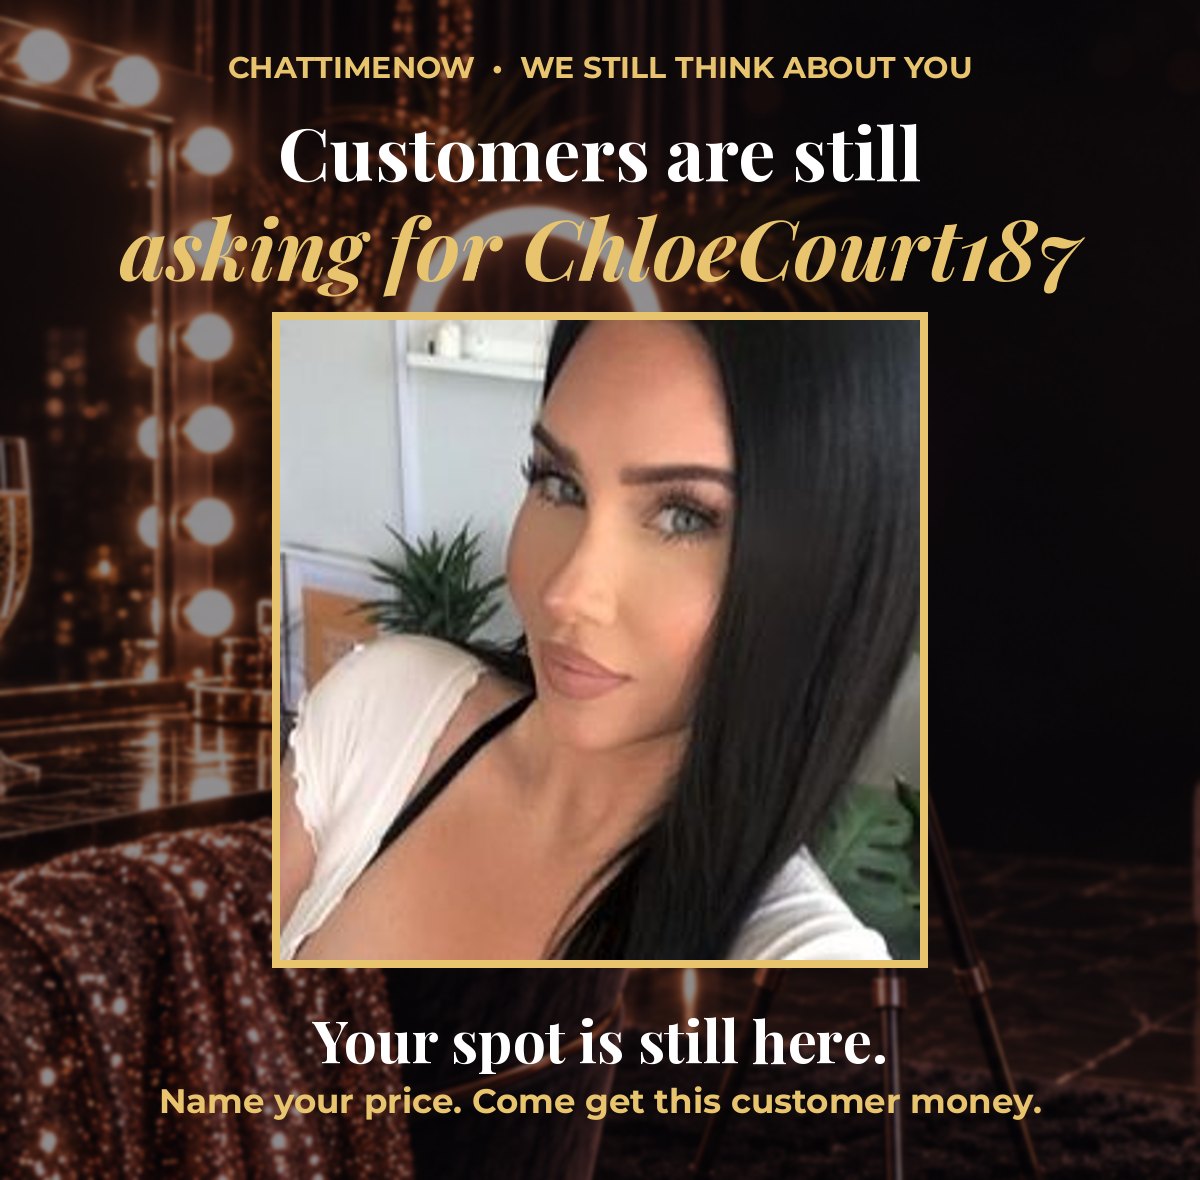 CHATTIMENOW • WE STILL THINK ABOUT YOU
Customers are still
asking for ChloeCourt187
Your spot is still here.
Name your price. Come get this customer money.